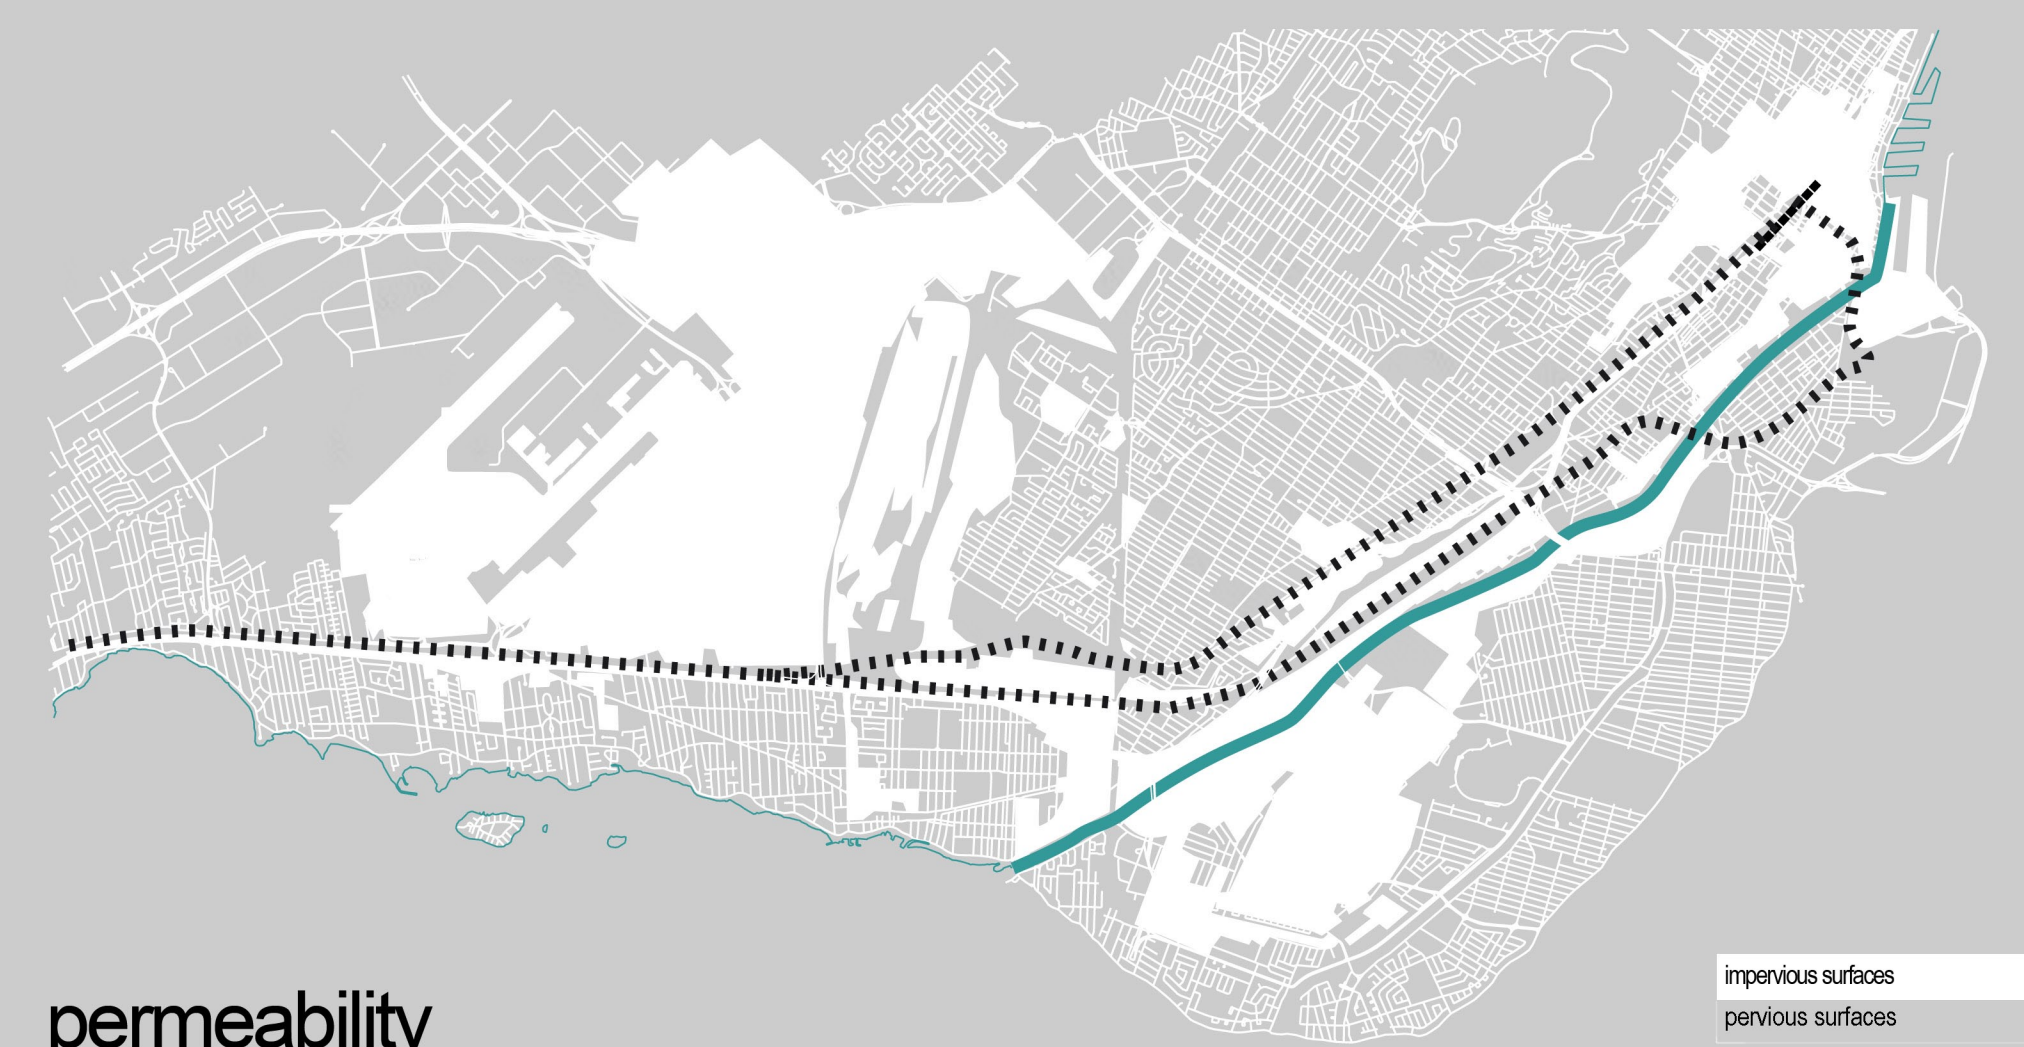 impervious surfaces
pervious surfaces
permeability